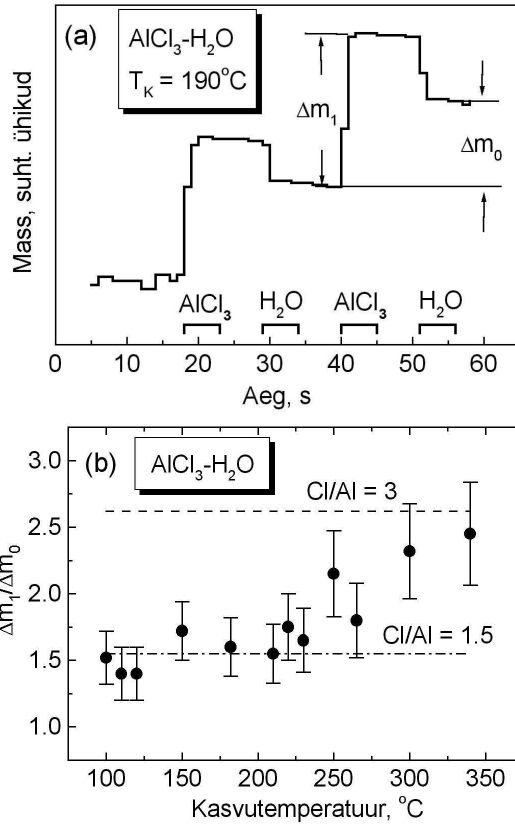 (a)
AlCl₃-H₂O
T_K = 190°C
Δm₁
Δm₀
Mass, suht. ühikud
AlCl₃ H₂O AlCl₃ H₂O
0 10 20 30 40 50 60
Aeg, s
(b)
AlCl₃-H₂O
Cl/Al = 3
Cl/Al = 1.5
Δm₁/Δm₀
3.0
2.5
2.0
1.5
1.0
100 150 200 250 300 350
Kasvutemperatuur, °C